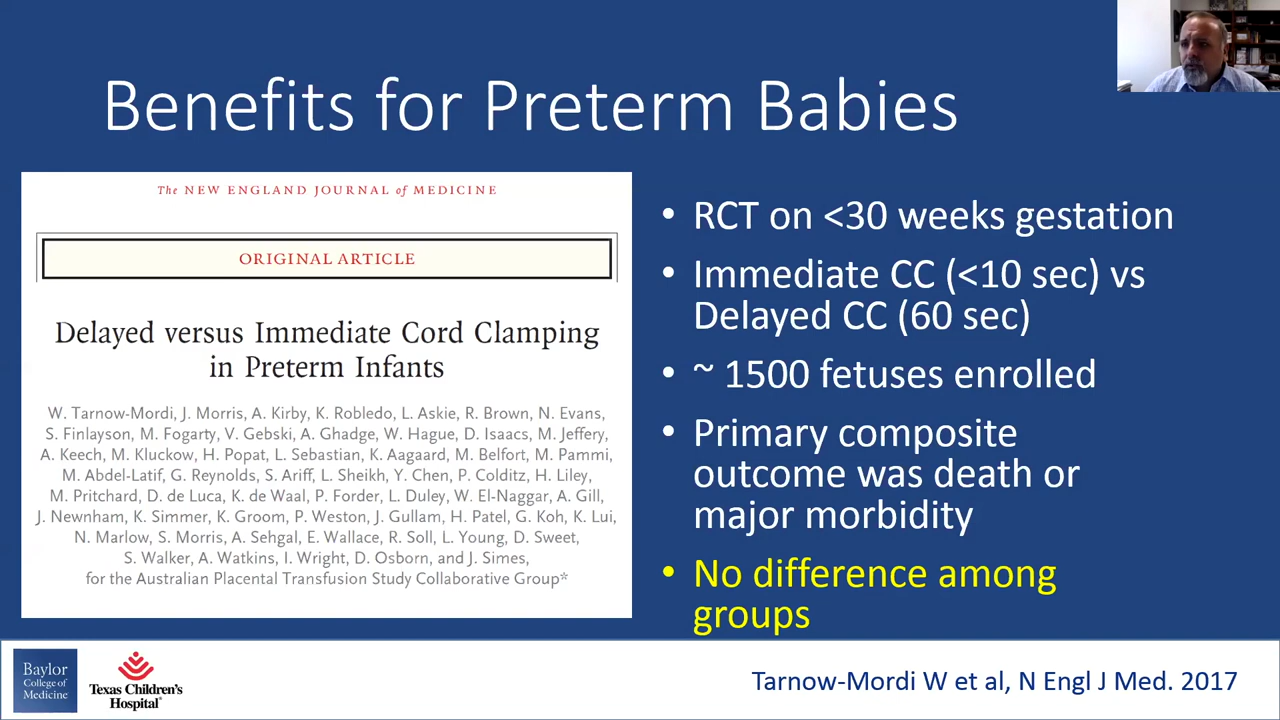 Benefits for Preterm Babies
The NEW ENGLAND JOURNAL of MEDICINE
ORIGINAL ARTICLE
Delayed versus Immediate Cord Clamping
in Preterm Infants
W. Tarnow-Mordi, J. Morris, A. Kirby, K. Robledo, L. Askie, R. Brown, N. Evans,
S. Finlayson, M. Fogarty, V. Gebski, A. Ghadge, W. Hague, D. Isaacs, M. Jeffery,
A. Keech, M. Kluckow, H. Popat, L. Sebastian, K. Aagaard, M. Belfort, M. Pammi,
M. Abdel-Latif, G. Reynolds, S. Ariff, L. Sheikh, Y. Chen, P. Colditz, H. Liley,
M. Pritchard, D. de Luca, K. de Waal, P. Forder, L. Duley, W. El-Naggar, A. Gill,
J. Newnham, K. Simmer, K. Groom, P. Weston, J. Gullam, H. Patel, G. Koh, K. Lui,
N. Marlow, S. Morris, A. Sehgal, E. Wallace, R. Soll, L. Young, D. Sweet,
S. Walker, A. Watkins, I. Wright, D. Osborn, and J. Simes,
for the Australian Placental Transfusion Study Collaborative Group*
• RCT on <30 weeks gestation
• Immediate CC (<10 sec) vs
Delayed CC (60 sec)
• ~ 1500 fetuses enrolled
• Primary composite
outcome was death or
major morbidity
• No difference among
groups
Baylor
College of
Medicine
Texas Children's
Hospital®
Tarnow-Mordi W et al, N Engl J Med. 2017